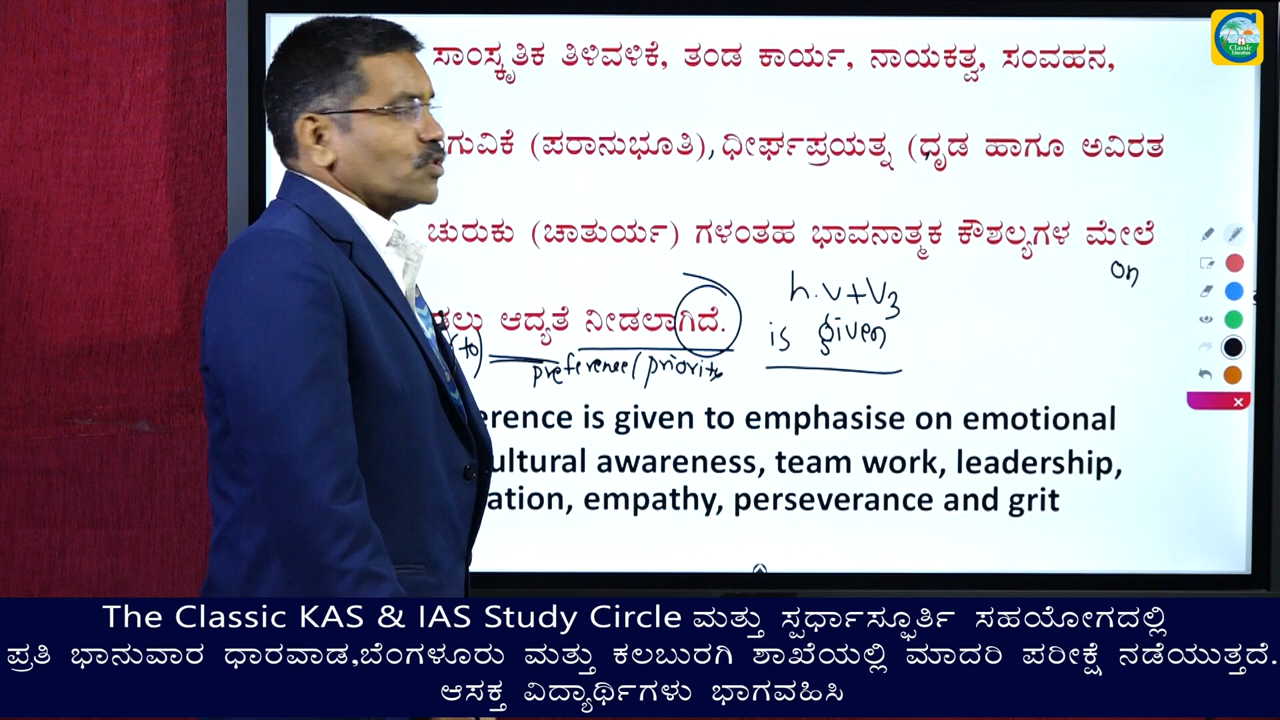 Classic
Education
ಸಾಂಸ್ಕೃತಿಕ ತಿಳಿವಳಿಕೆ, ತಂಡ ಕಾರ್ಯ, ನಾಯಕತ್ವ, ಸಂವಹನ,
ಗುವಿಕೆ (ಪರಾನುಭೂತಿ), ಧೀರ್ಘಪ್ರಯತ್ನ (ಧೃಡ ಹಾಗೂ ಅವಿರತ
ಚುರುಕು (ಚಾತುರ್ಯ) ಗಳಂತಹ ಭಾವನಾತ್ಮಕ ಕೌಶಲ್ಯಗಳ ಮೇಲೆ
on
h.v+V3
ಲು ಆದ್ಯತೆ ನೀಡಲಾಗಿದೆ.
is given
(to) preference/priority
erence is given to emphasise on emotional
ultural awareness, team work, leadership,
ation, empathy, perseverance and grit
The Classic KAS & IAS Study Circle ಮತ್ತು ಸ್ಪರ್ಧಾಸ್ಫೂರ್ತಿ ಸಹಯೋಗದಲ್ಲಿ
ಪ್ರತಿ ಭಾನುವಾರ ಧಾರವಾಡ,ಬೆಂಗಳೂರು ಮತ್ತು ಕಲಬುರಗಿ ಶಾಖೆಯಲ್ಲಿ ಮಾದರಿ ಪರೀಕ್ಷೆ ನಡೆಯುತ್ತದೆ.
ಆಸಕ್ತ ವಿದ್ಯಾರ್ಥಿಗಳು ಭಾಗವಹಿಸಿ